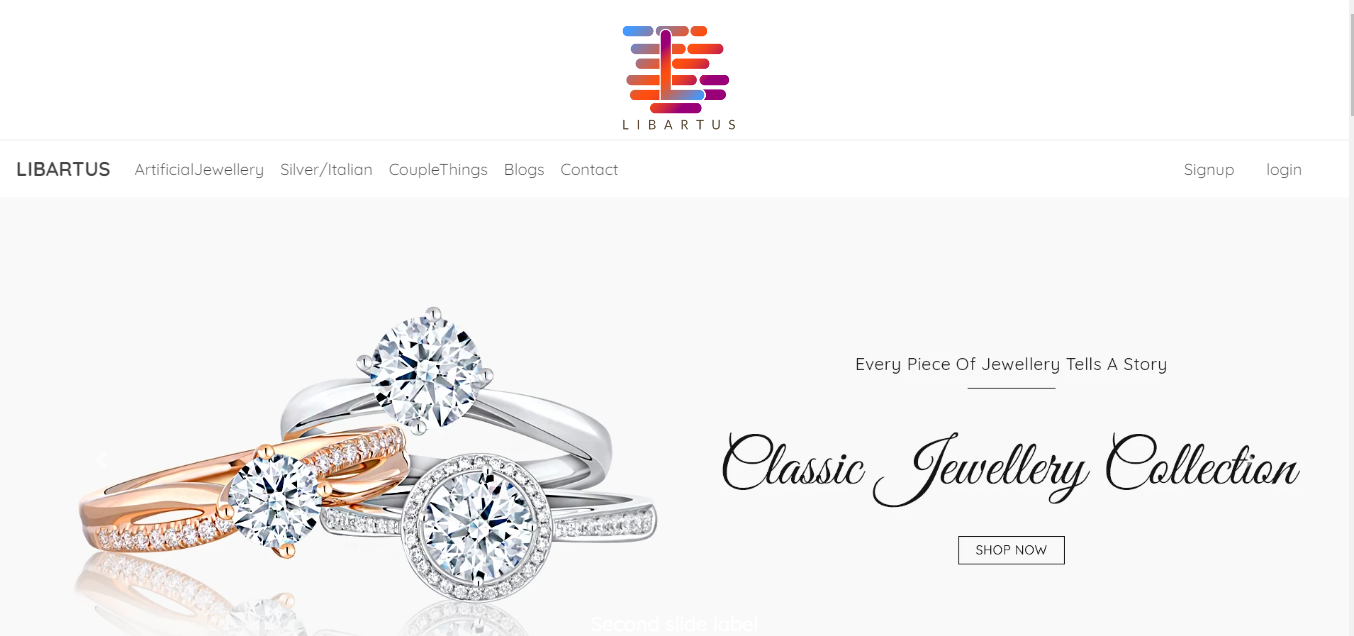 LIBARTUS
LIBARTUS ArtificialJewellery Silver/Italian CoupleThings Blogs Contact Signup login
Every Piece Of Jewellery Tells A Story
Classic Jewellery Collection
SHOP NOW
Second slide label